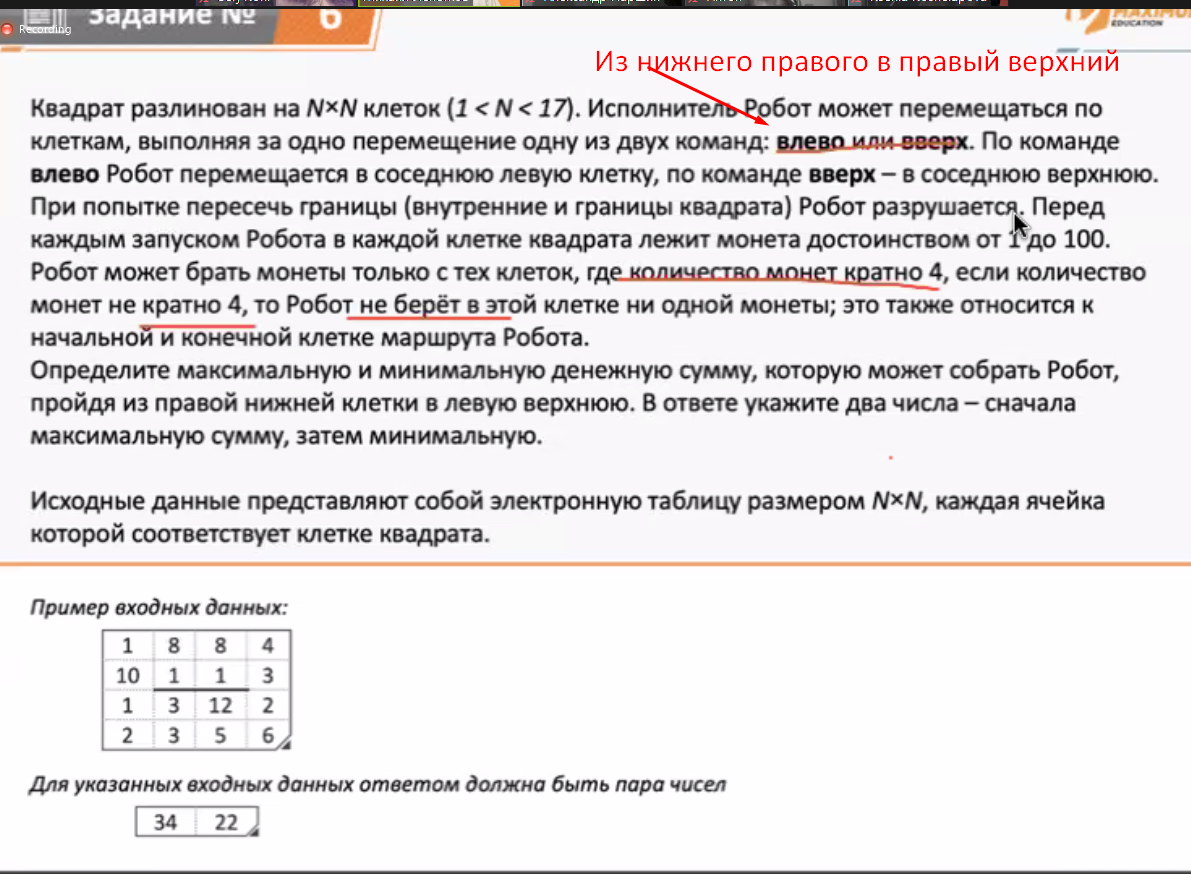 Задание № 6
Recording
EDUCATION
Из нижнего правого в правый верхний
Квадрат разлинован на N×N клеток (1 < N < 17). Исполнитель Робот может перемещаться по
клеткам, выполняя за одно перемещение одну из двух команд: влево или вверх. По команде
влево Робот перемещается в соседнюю левую клетку, по команде вверх – в соседнюю верхнюю.
При попытке пересечь границы (внутренние и границы квадрата) Робот разрушается. Перед
каждым запуском Робота в каждой клетке квадрата лежит монета достоинством от 1 до 100.
Робот может брать монеты только с тех клеток, где количество монет кратно 4, если количество
монет не кратно 4, то Робот не берёт в этой клетке ни одной монеты; это также относится к
начальной и конечной клетке маршрута Робота.
Определите максимальную и минимальную денежную сумму, которую может собрать Робот,
пройдя из правой нижней клетки в левую верхнюю. В ответе укажите два числа – сначала
максимальную сумму, затем минимальную.
Исходные данные представляют собой электронную таблицу размером N×N, каждая ячейка
которой соответствует клетке квадрата.
Пример входных данных:
1 8 8 4
10 1 1 3
1 3 12 2
2 3 5 6
Для указанных входных данных ответом должна быть пара чисел
34 22